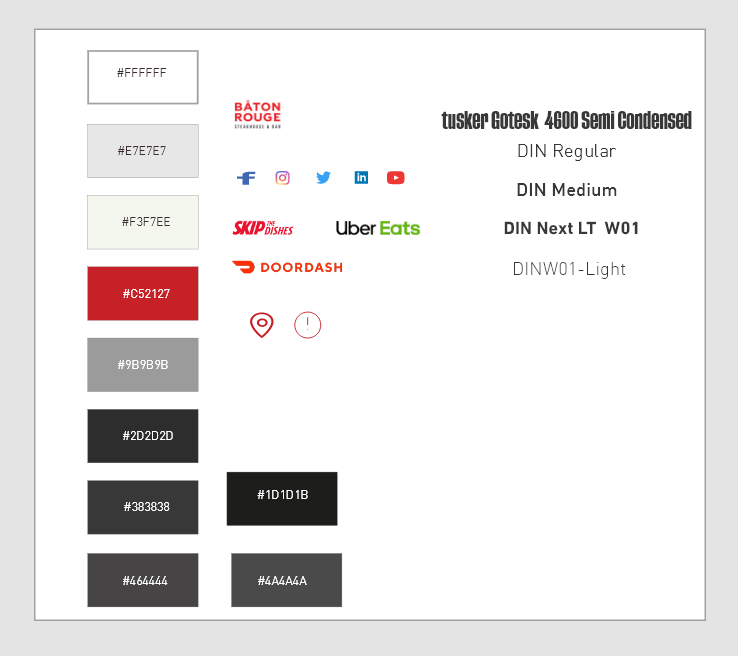 #FFFFFF
#E7E7E7
#F3F7EE
#C52127
#9B9B9B
#2D2D2D
#383838
#464444
#1D1D1B
#4A4A4A
BÂTON
ROUGE
STEAKHOUSE & BAR
in
SKIP THE DISHES
Uber Eats
DOORDASH
!
tusker Gotesk 4600 Semi Condensed
DIN Regular
DIN Medium
DIN Next LT W01
DINW01-Light